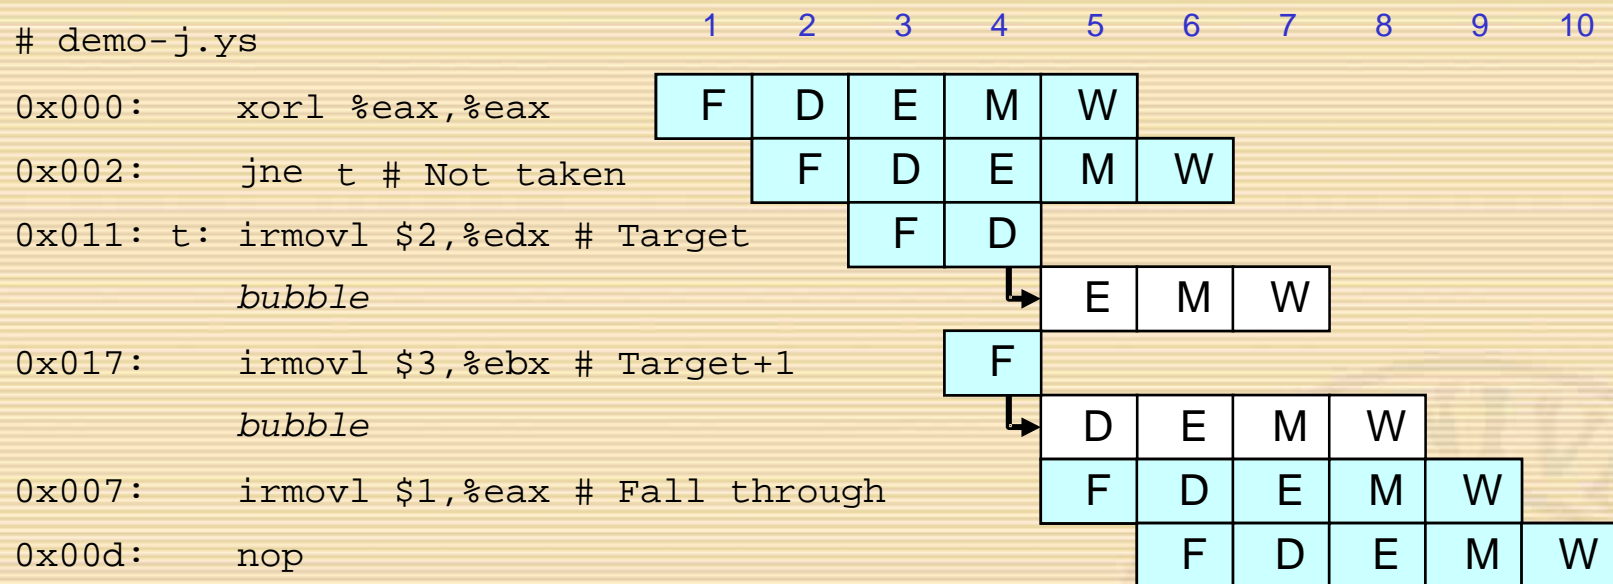 1 2 3 4 5 6 7 8 9 10
# demo-j.ys
0x000: xorl %eax,%eax F D E M W
0x002: jne t # Not taken F D E M W
0x011: t: irmovl $2,%edx # Target F D
bubble E M W
0x017: irmovl $3,%ebx # Target+1 F
bubble D E M W
0x007: irmovl $1,%eax # Fall through F D E M W
0x00d: nop F D E M W